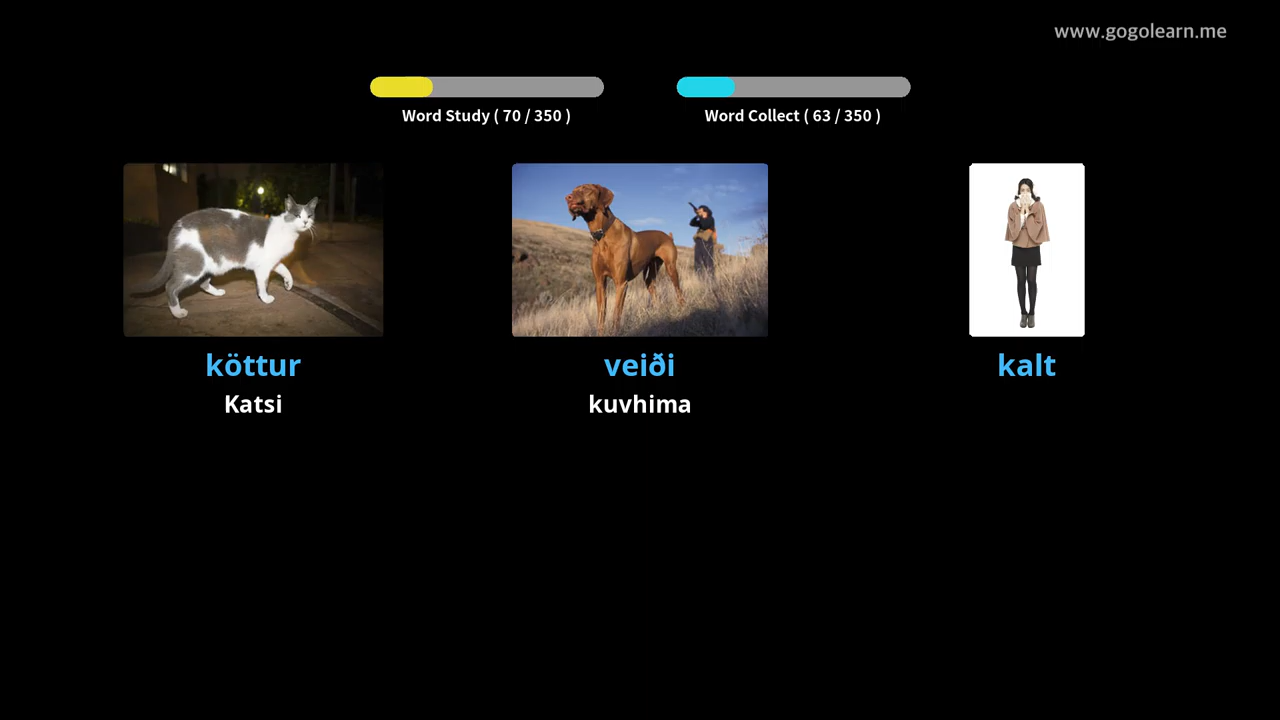 www.gogolearn.me
Word Study ( 70 / 350 )
Word Collect ( 63 / 350 )
köttur
Katsi
veiði
kuvhima
kalt